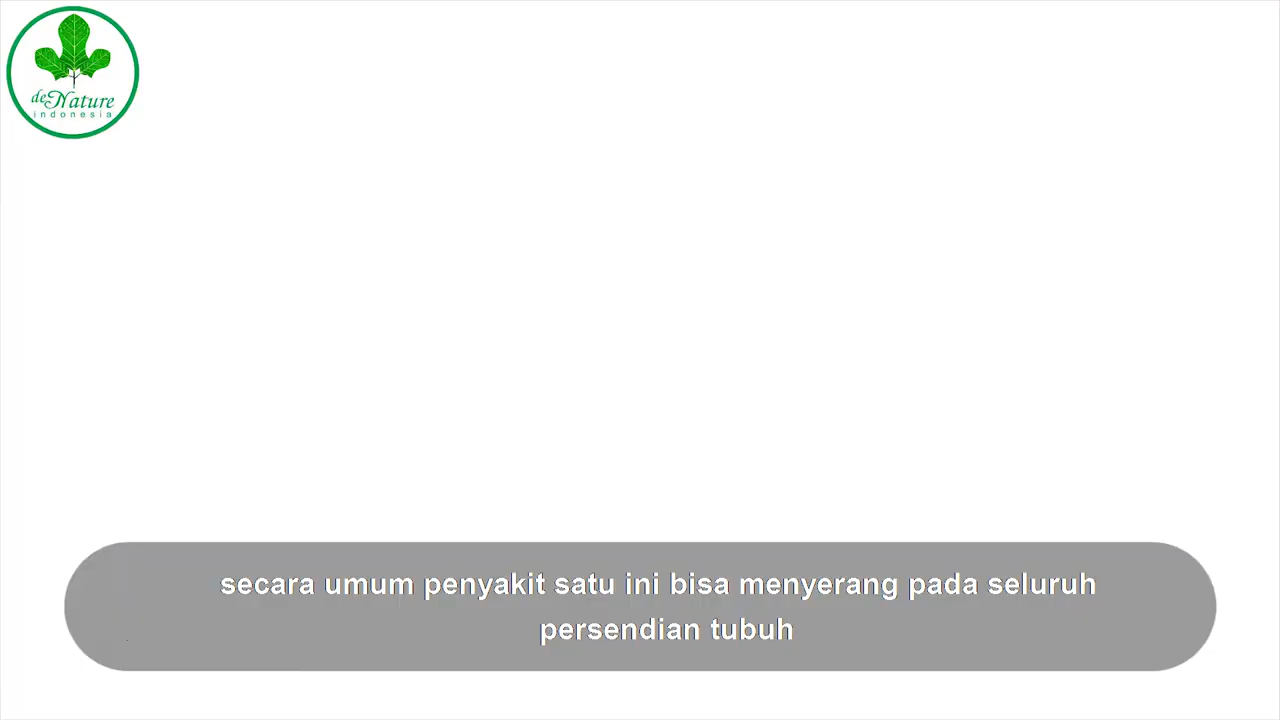 deNature
indonesia
secara umum penyakit satu ini bisa menyerang pada seluruh
persendian tubuh